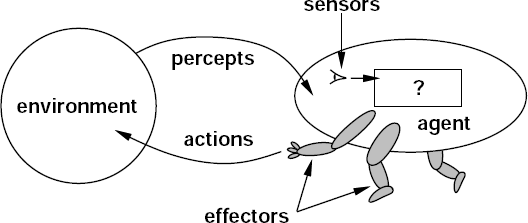 sensors
percepts
?
environment
agent
actions
effectors